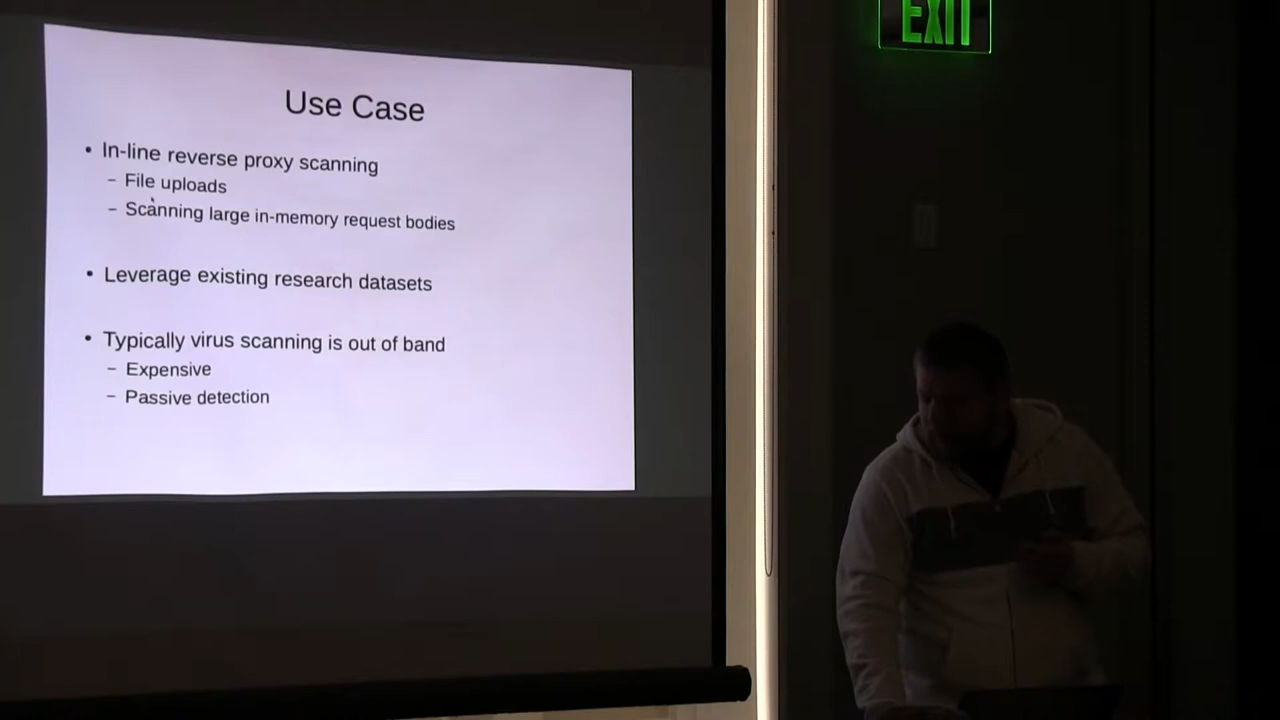 EXIT
Use Case
• In-line reverse proxy scanning
– File uploads
– Scanning large in-memory request bodies
• Leverage existing research datasets
• Typically virus scanning is out of band
– Expensive
– Passive detection